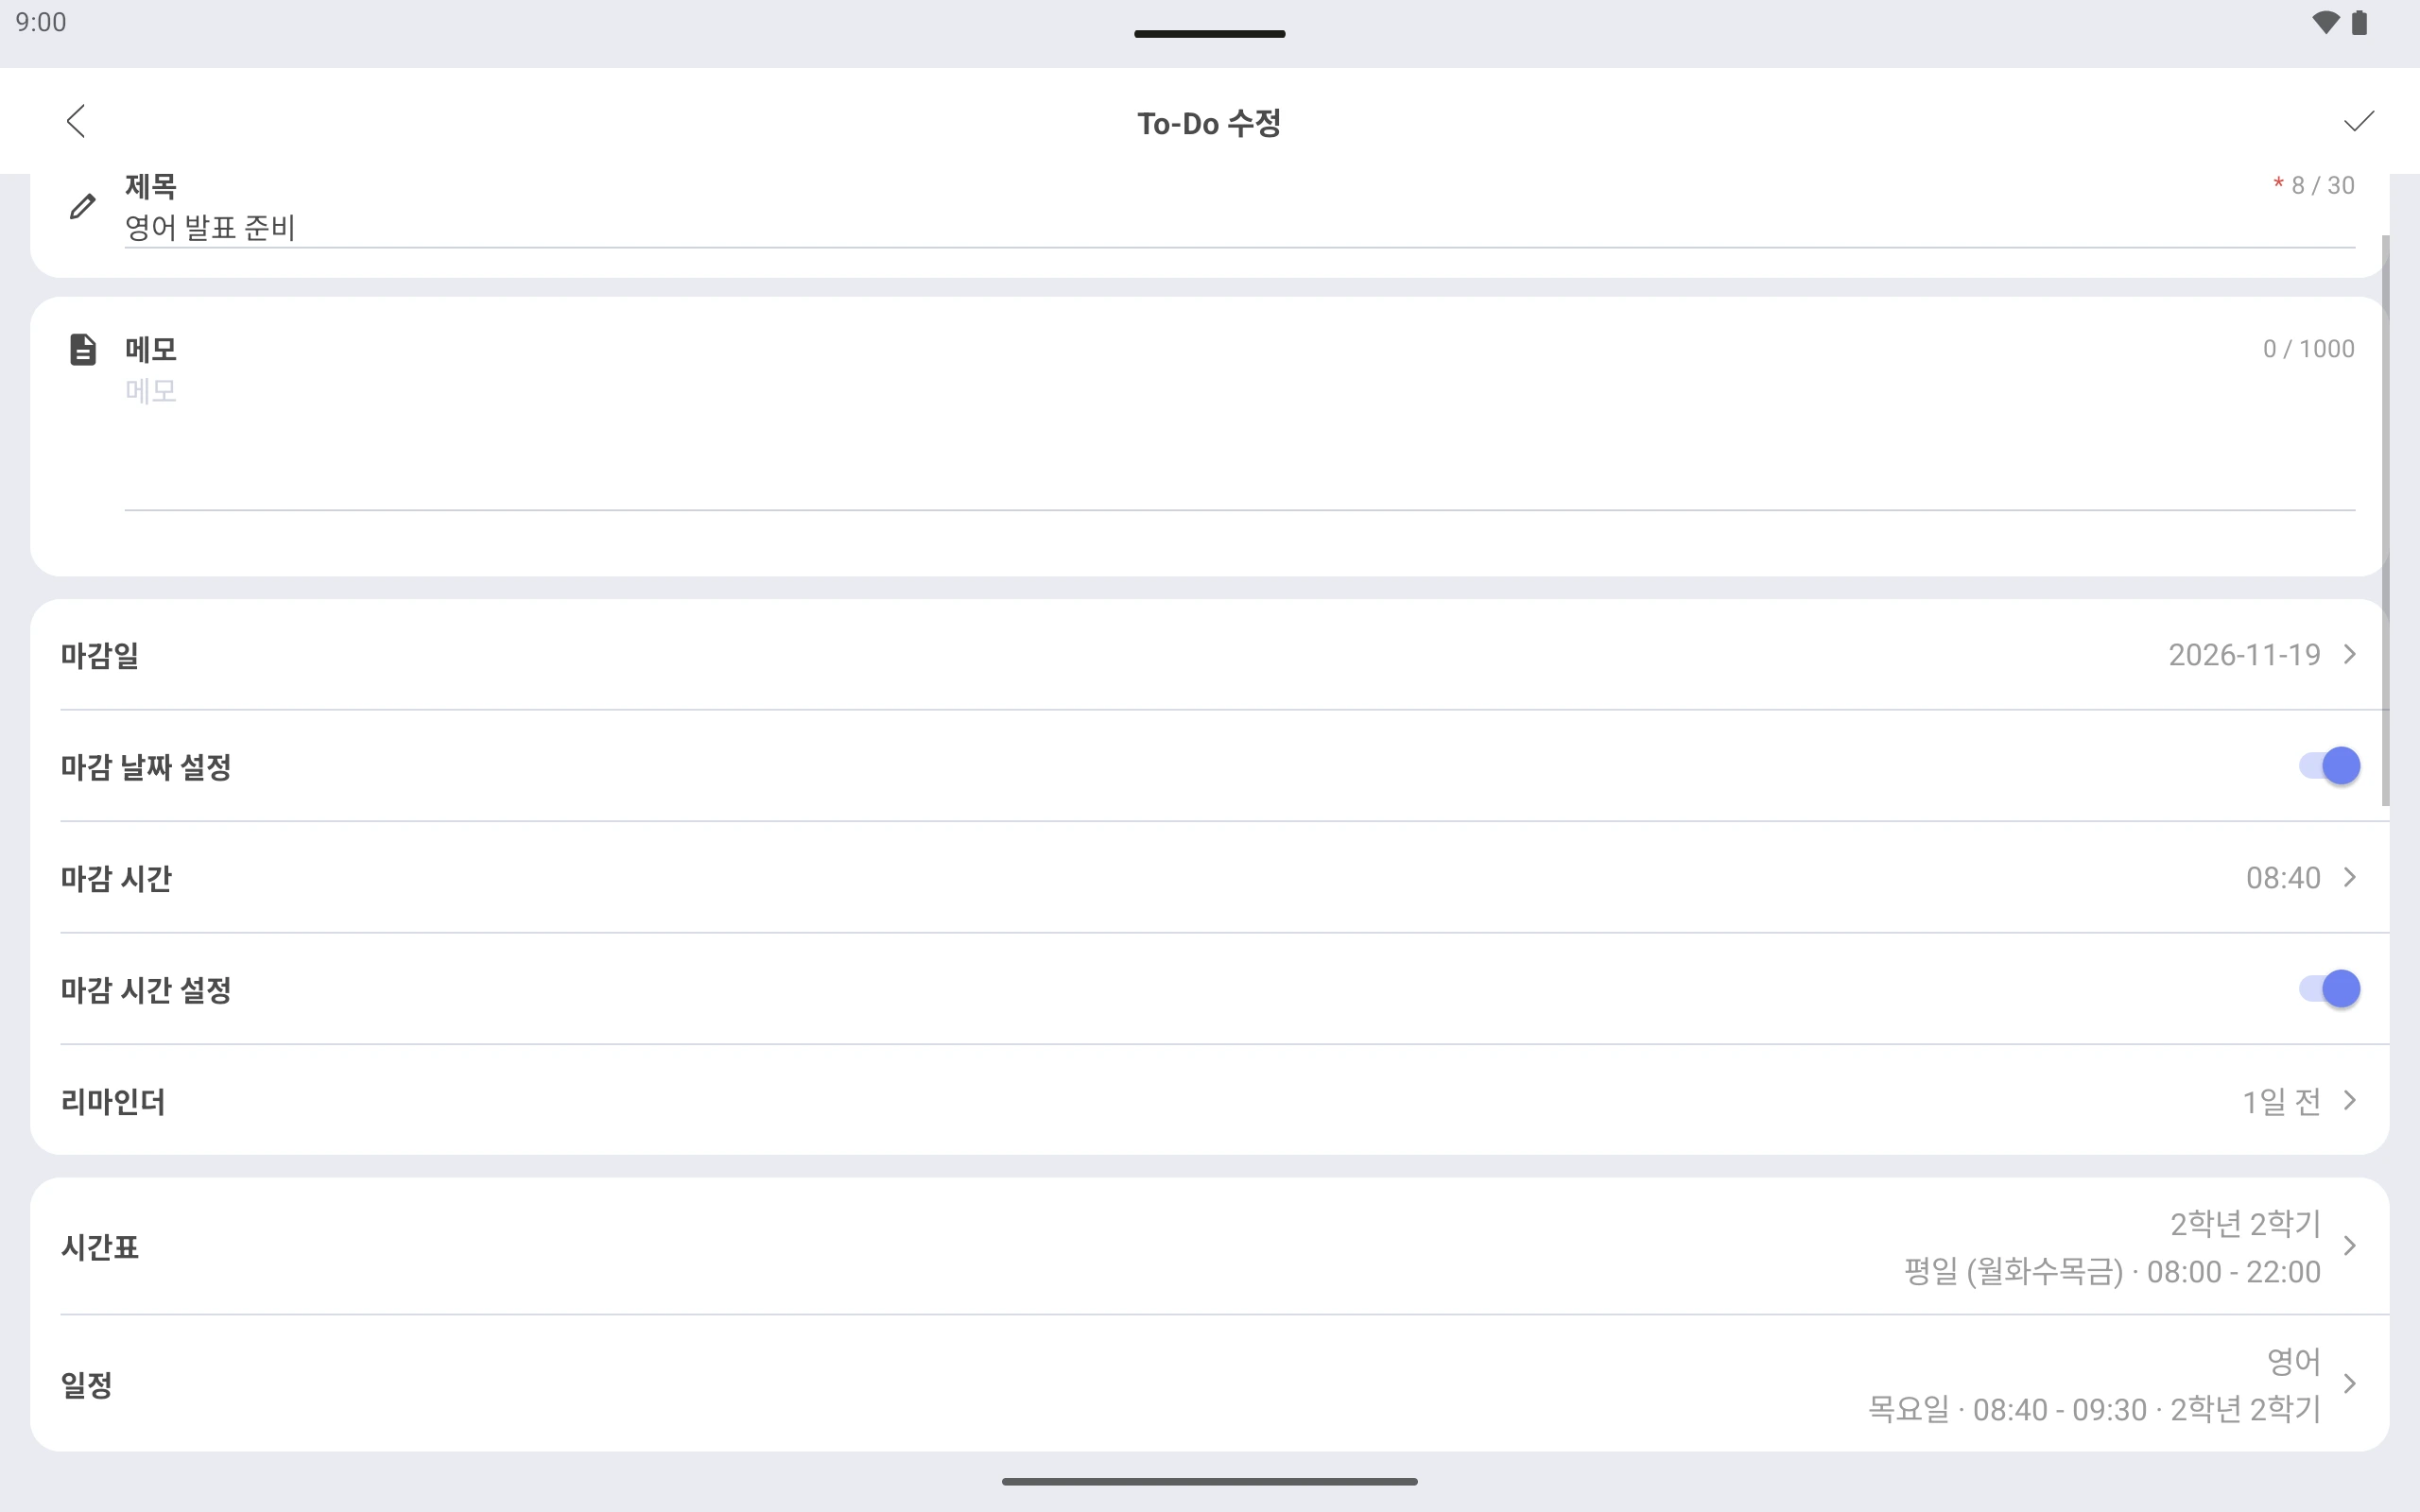 9:00
To-Do 수정
제목
* 8 / 30
영어 발표 준비
메모
0 / 1000
메모
마감일
2026-11-19
마감 날짜 설정
마감 시간
08:40
마감 시간 설정
리마인더
1일 전
시간표
2학년 2학기
평일 (월화수목금) · 08:00 - 22:00
일정
영어
목요일 · 08:40 - 09:30 · 2학년 2학기